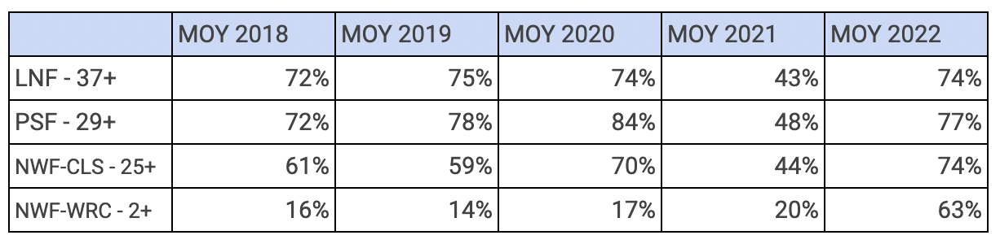 MOY 2018 MOY 2019 MOY 2020 MOY 2021 MOY 2022
LNF - 37+ 72% 75% 74% 43% 74%
PSF - 29+ 72% 78% 84% 48% 77%
NWF-CLS - 25+ 61% 59% 70% 44% 74%
NWF-WRC - 2+ 16% 14% 17% 20% 63%